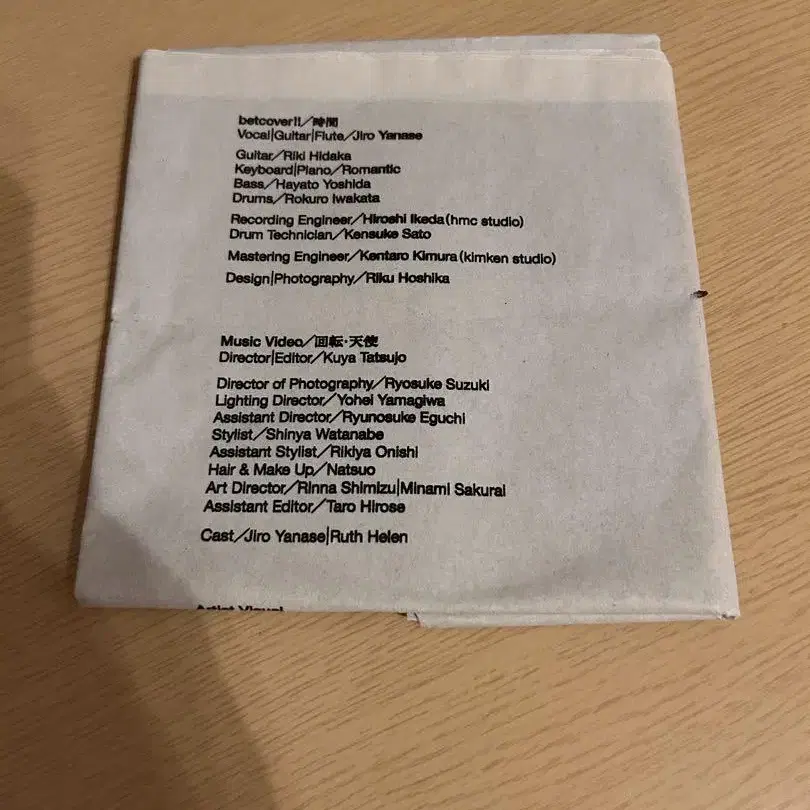 betcover!!／時間
Vocal|Guitar|Flute／Jiro Yanase
Guitar／Riki Hidaka
Keyboard|Piano／Romantic
Bass／Hayato Yoshida
Drums／Rokuro Iwakata
Recording Engineer／Hiroshi Ikeda(hmc studio)
Drum Technician／Kensuke Sato
Mastering Engineer／Kentaro Kimura(kimken studio)
Design|Photography／Riku Hoshika
Music Video／回転・天使
Director|Editor／Kuya Tatsujo
Director of Photography／Ryosuke Suzuki
Lighting Director／Yohei Yamagiwa
Assistant Director／Ryunosuke Eguchi
Stylist／Shinya Watanabe
Assistant Stylist／Rikiya Onishi
Hair & Make Up／Natsuo
Art Director／Rinna Shimizu|Minami Sakurai
Assistant Editor／Taro Hirose
Cast／Jiro Yanase|Ruth Helen
Artist Visual